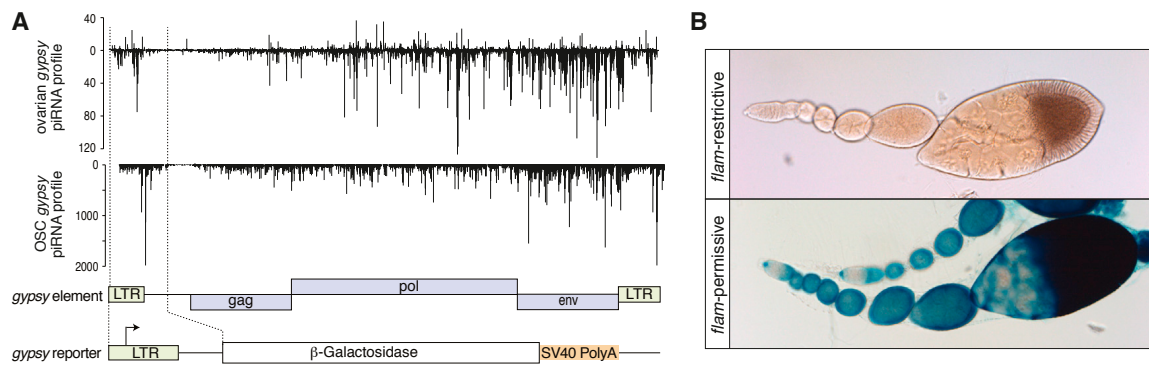 A
40
0
40
80
120
ovarian gypsy
piRNA profile
0
1000
2000
OSC gypsy
piRNA profile
gypsy element
LTR
gag
pol
env
LTR
gypsy reporter
LTR
β-Galactosidase
SV40 PolyA
B
flam-restrictive
flam-permissive